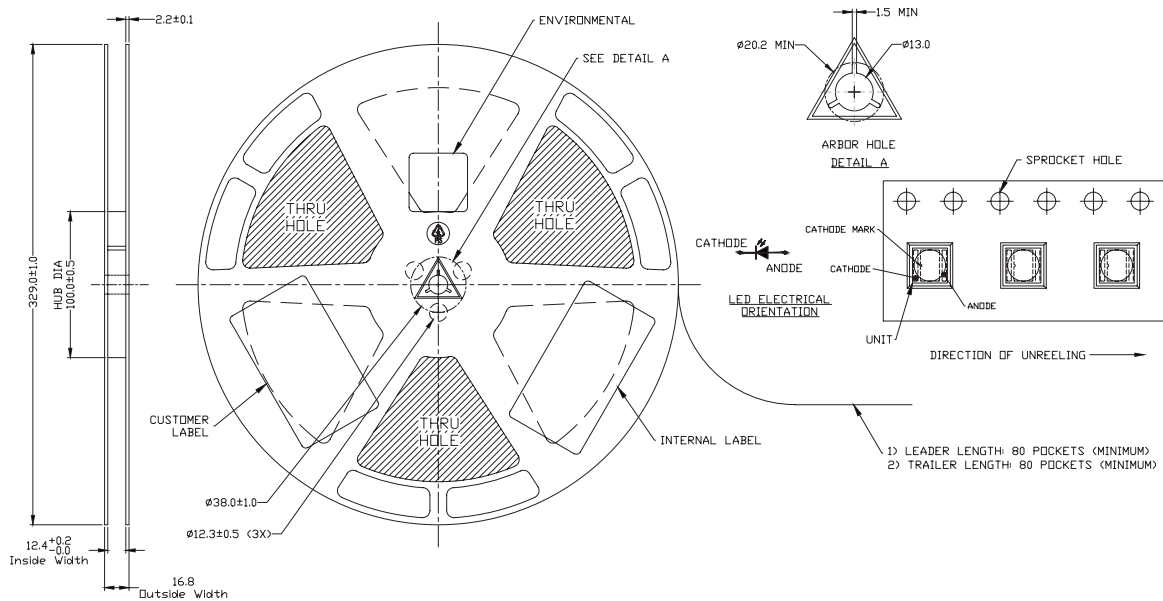 2.2±0.1
ENVIRONMENTAL
SEE DETAIL A
1.5 MIN
ø20.2 MIN
ø13.0
ARBOR HOLE
DETAIL A
SPROCKET HOLE
CATHODE MARK
CATHODE
ANODE
UNIT
DIRECTION OF UNREELING
CATHODE
ANODE
LED ELECTRICAL
ORIENTATION
THRU
HOLE
THRU
HOLE
THRU
HOLE
PS
329.0±1.0
HUB DIA
100.0±0.5
CUSTOMER
LABEL
INTERNAL LABEL
1) LEADER LENGTH: 80 POCKETS (MINIMUM)
2) TRAILER LENGTH: 80 POCKETS (MINIMUM)
ø38.0±1.0
ø12.3±0.5 (3X)
12.4 +0.2
-0.0
Inside Width
16.8
Outside Width